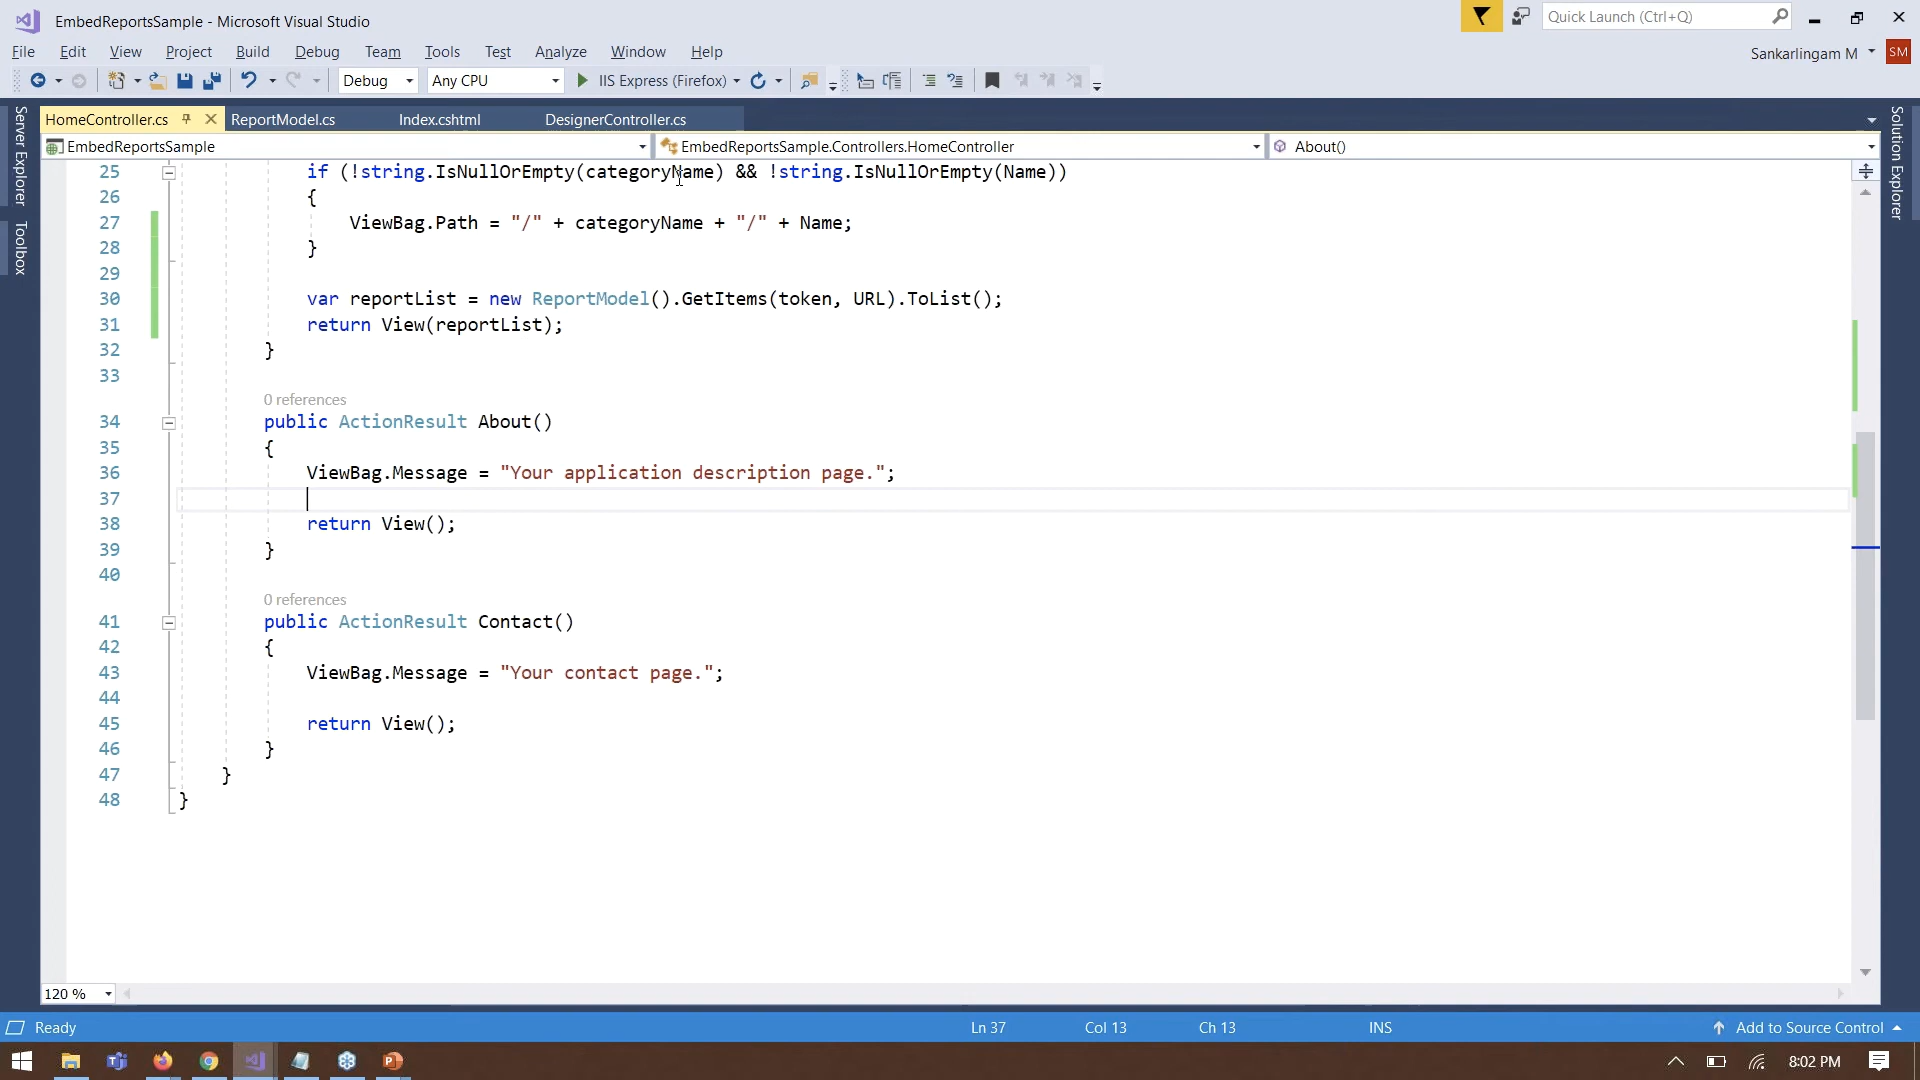 EmbedReportsSample - Microsoft Visual Studio
Quick Launch (Ctrl+Q)
File Edit View Project Build Debug Team Tools Test Analyze Window Help
Sankarlingam M SM
Debug Any CPU IIS Express (Firefox)
Server Explorer
Toolbox
Solution Explorer
HomeController.cs ReportModel.cs Index.cshtml DesignerController.cs
EmbedReportsSample EmbedReportsSample.Controllers.HomeController About()
25 if (!string.IsNullOrEmpty(categoryName) && !string.IsNullOrEmpty(Name))
26 {
27 ViewBag.Path = "/" + categoryName + "/" + Name;
28 }
29
30 var reportList = new ReportModel().GetItems(token, URL).ToList();
31 return View(reportList);
32 }
33
0 references
34 public ActionResult About()
35 {
36 ViewBag.Message = "Your application description page.";
37
38 return View();
39 }
40
0 references
41 public ActionResult Contact()
42 {
43 ViewBag.Message = "Your contact page.";
44
45 return View();
46 }
47 }
48 }
120 %
Ready Ln 37 Col 13 Ch 13 INS Add to Source Control
8:02 PM